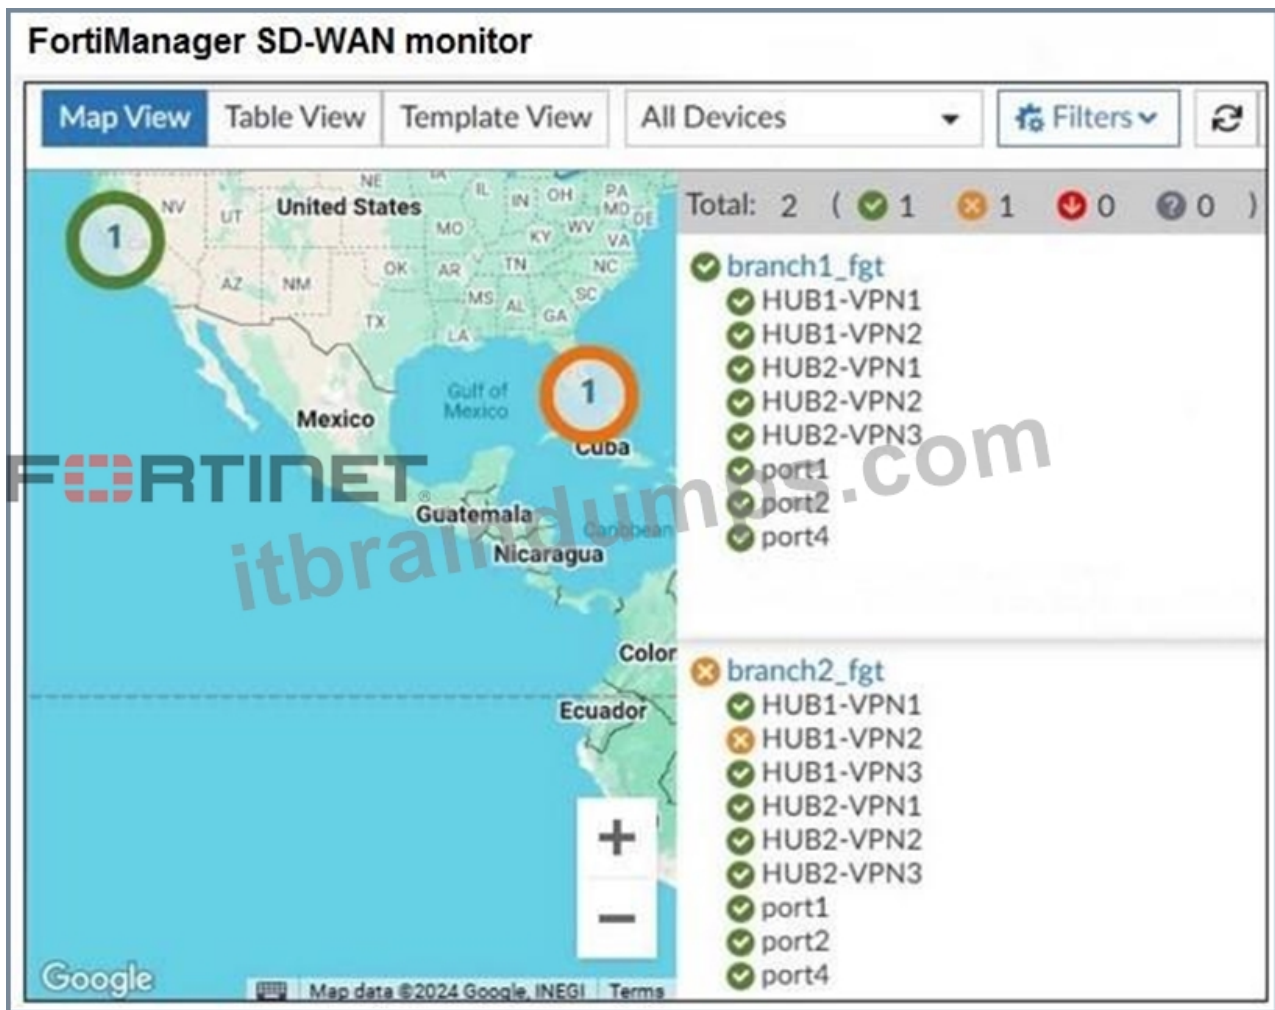 FortiManager SD-WAN monitor
Map View Table View Template View All Devices Filters
Total: 2 ( 1 1 0 0 )
1
NV
UT
NE
United States
IA
IL
IN
OH
PA
MD
DE
MO
KY
WV
VA
AZ
NM
OK
AR
TN
NC
MS
AL
SC
GA
TX
LA
Gulf of
Mexico
1
Mexico
Cuba
Guatemala
Caribbean
Nicaragua
Color
Ecuador
+
−
Google
Map data ©2024 Google, INEGI Terms
branch1_fgt
HUB1-VPN1
HUB1-VPN2
HUB2-VPN1
HUB2-VPN2
HUB2-VPN3
port1
port2
port4
branch2_fgt
HUB1-VPN1
HUB1-VPN2
HUB1-VPN3
HUB2-VPN1
HUB2-VPN2
HUB2-VPN3
port1
port2
port4
FORTINET®
itbraindumps.com